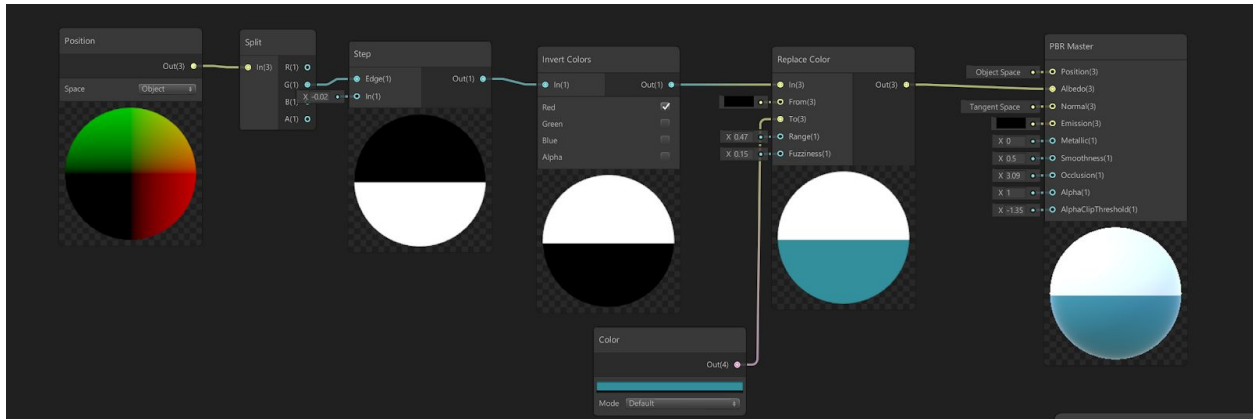 Position
Out(3)
Space Object
Split
In(3) R(1)
G(1)
B(1)
A(1)
Step
Edge(1) Out(1)
X -0.02 In(1)
Invert Colors
In(1) Out(1)
Red
Green
Blue
Alpha
Replace Color
In(3) Out(3)
From(3)
To(3)
X 0.47 Range(1)
X 0.15 Fuzziness(1)
Color
Out(4)
Mode Default
PBR Master
Object Space Position(3)
Albedo(3)
Tangent Space Normal(3)
Emission(3)
X 0 Metallic(1)
X 0.5 Smoothness(1)
X 3.09 Occlusion(1)
X 1 Alpha(1)
X -1.35 AlphaClipThreshold(1)